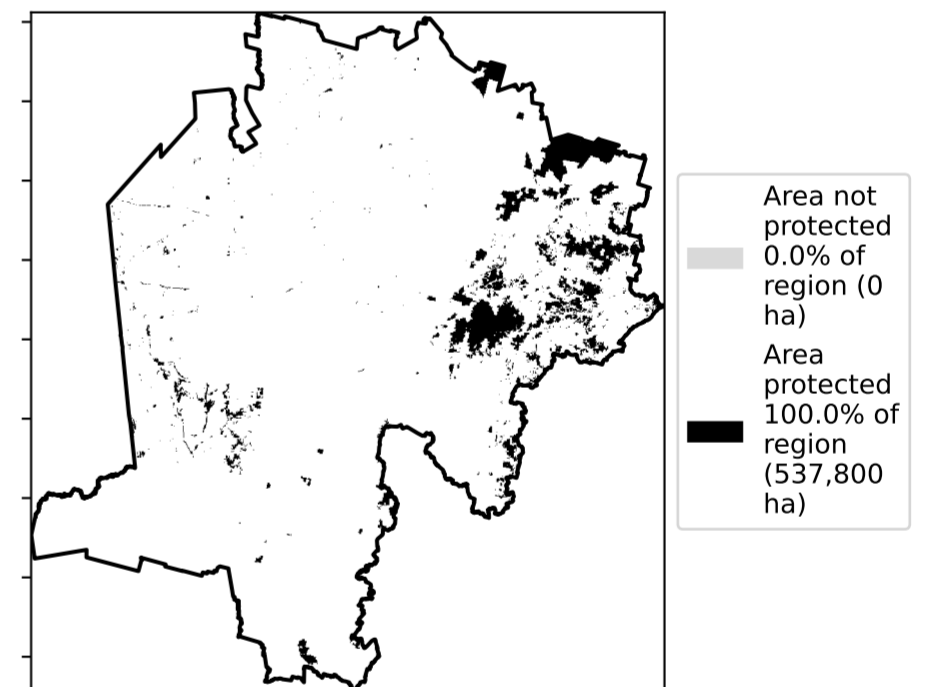 Area not
protected
0.0% of
region (0
ha)
Area
protected
100.0% of
region
(537,800
ha)